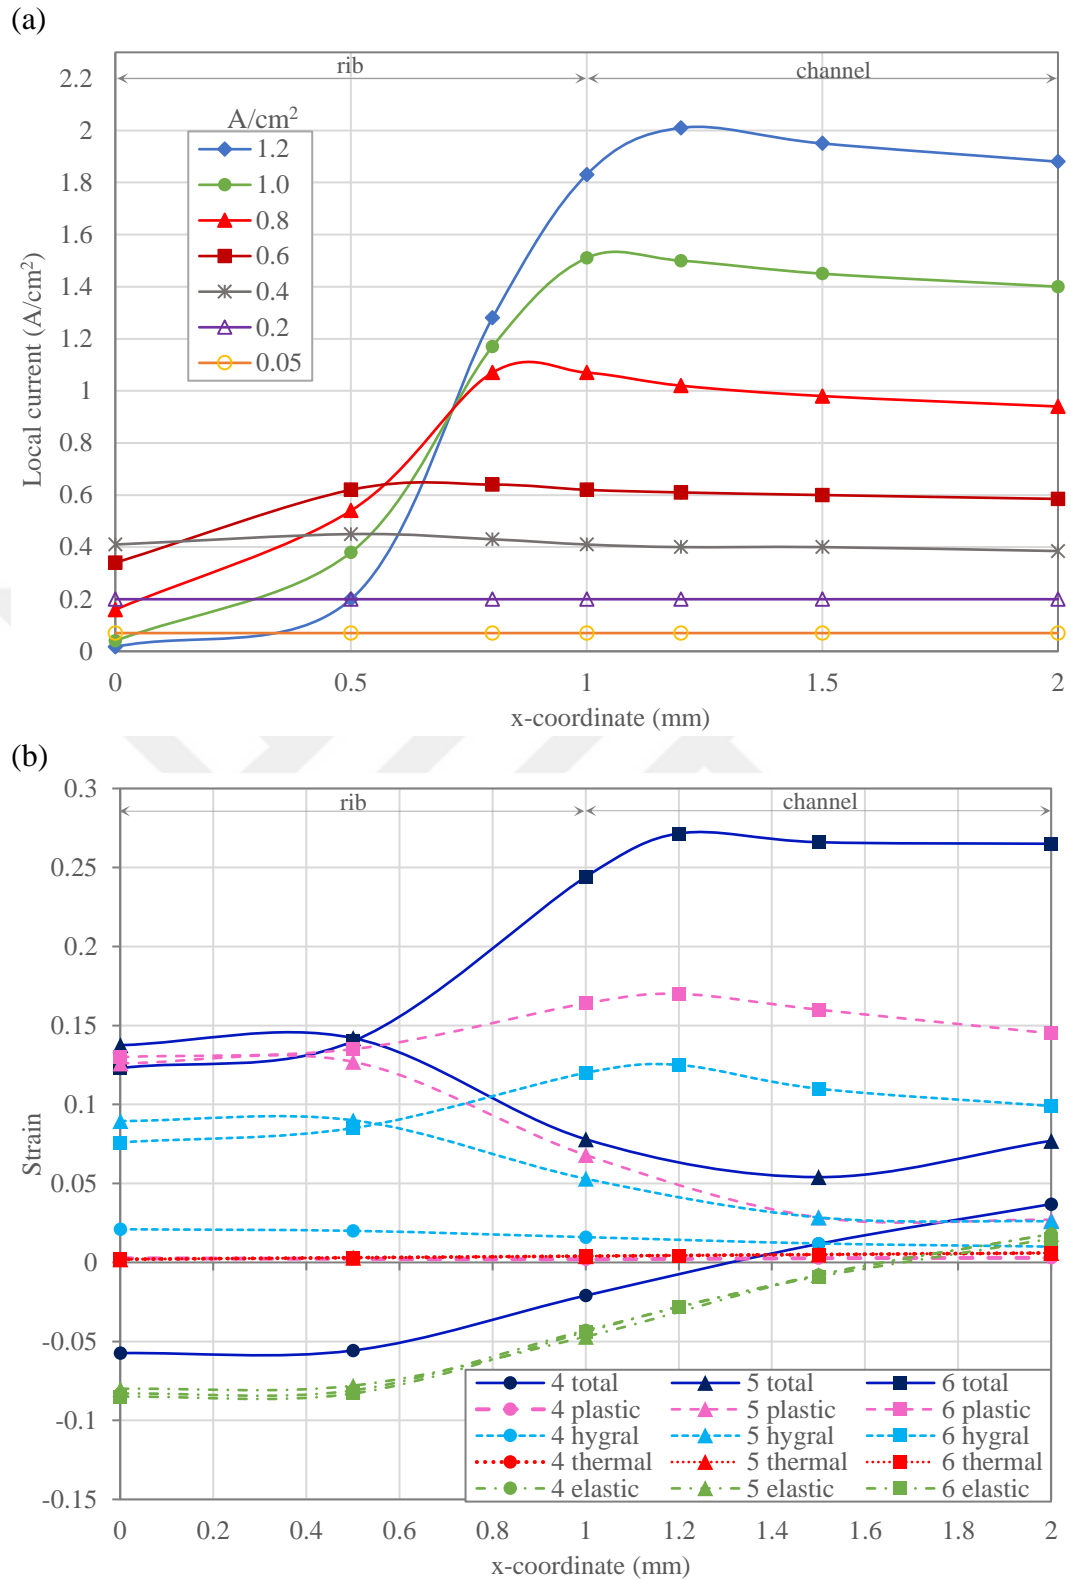 (a)
rib channel
A/cm²
1.2
1.0
0.8
0.6
0.4
0.2
0.05
2.2
2
1.8
1.6
1.4
1.2
1
0.8
0.6
0.4
0.2
0
Local current (A/cm²)
0 0.5 1 1.5 2
x-coordinate (mm)
(b)
rib channel
0.3
0.25
0.2
0.15
0.1
0.05
0
-0.05
-0.1
-0.15
Strain
4 total 5 total 6 total
4 plastic 5 plastic 6 plastic
4 hygral 5 hygral 6 hygral
4 thermal 5 thermal 6 thermal
4 elastic 5 elastic 6 elastic
0 0.2 0.4 0.6 0.8 1 1.2 1.4 1.6 1.8 2
x-coordinate (mm)